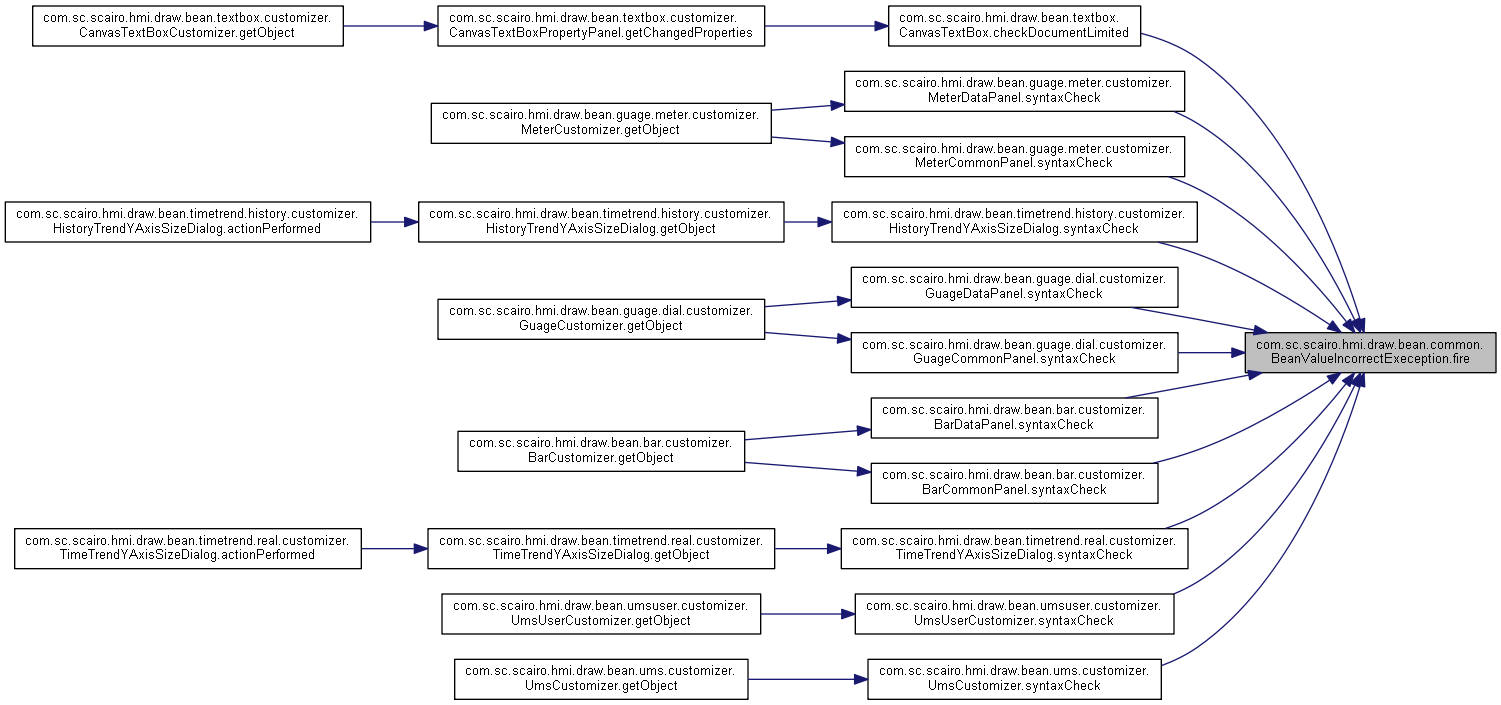 com.sc.scairo.hmi.draw.bean.textbox.customizer.
CanvasTextBoxCustomizer.getObject
com.sc.scairo.hmi.draw.bean.textbox.customizer.
CanvasTextBoxPropertyPanel.getChangedProperties
com.sc.scairo.hmi.draw.bean.textbox.
CanvasTextBox.checkDocumentLimited
com.sc.scairo.hmi.draw.bean.guage.meter.customizer.
MeterDataPanel.syntaxCheck
com.sc.scairo.hmi.draw.bean.guage.meter.customizer.
MeterCustomizer.getObject
com.sc.scairo.hmi.draw.bean.guage.meter.customizer.
MeterCommonPanel.syntaxCheck
com.sc.scairo.hmi.draw.bean.timetrend.history.customizer.
HistoryTrendYAxisSizeDialog.actionPerformed
com.sc.scairo.hmi.draw.bean.timetrend.history.customizer.
HistoryTrendYAxisSizeDialog.getObject
com.sc.scairo.hmi.draw.bean.timetrend.history.customizer.
HistoryTrendYAxisSizeDialog.syntaxCheck
com.sc.scairo.hmi.draw.bean.guage.dial.customizer.
GuageDataPanel.syntaxCheck
com.sc.scairo.hmi.draw.bean.guage.dial.customizer.
GuageCustomizer.getObject
com.sc.scairo.hmi.draw.bean.guage.dial.customizer.
GuageCommonPanel.syntaxCheck
com.sc.scairo.hmi.draw.bean.common.
BeanValueIncorrectExeception.fire
com.sc.scairo.hmi.draw.bean.bar.customizer.
BarDataPanel.syntaxCheck
com.sc.scairo.hmi.draw.bean.bar.customizer.
BarCustomizer.getObject
com.sc.scairo.hmi.draw.bean.bar.customizer.
BarCommonPanel.syntaxCheck
com.sc.scairo.hmi.draw.bean.timetrend.real.customizer.
TimeTrendYAxisSizeDialog.actionPerformed
com.sc.scairo.hmi.draw.bean.timetrend.real.customizer.
TimeTrendYAxisSizeDialog.getObject
com.sc.scairo.hmi.draw.bean.timetrend.real.customizer.
TimeTrendYAxisSizeDialog.syntaxCheck
com.sc.scairo.hmi.draw.bean.umsuser.customizer.
UmsUserCustomizer.getObject
com.sc.scairo.hmi.draw.bean.umsuser.customizer.
UmsUserCustomizer.syntaxCheck
com.sc.scairo.hmi.draw.bean.ums.customizer.
UmsCustomizer.getObject
com.sc.scairo.hmi.draw.bean.ums.customizer.
UmsCustomizer.syntaxCheck